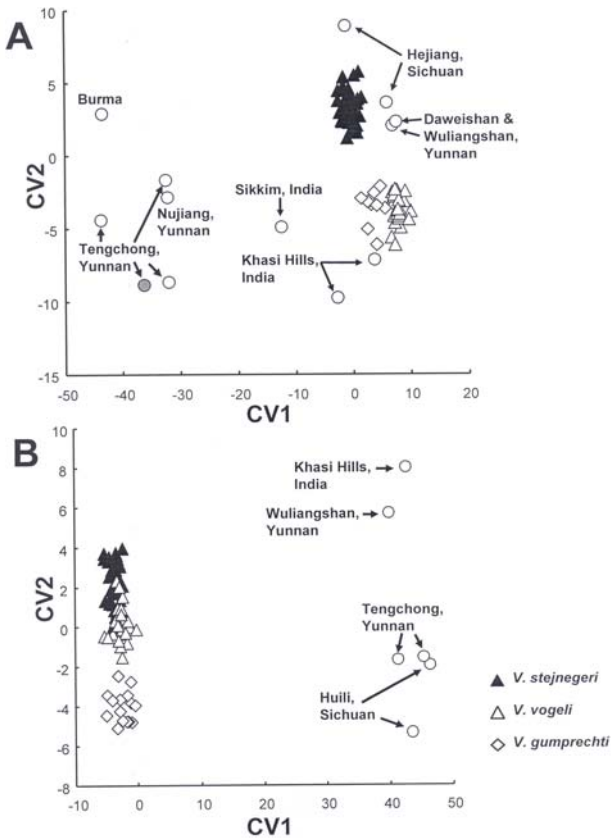 A
10
5
0
-5
-10
-15
CV2
Burma
Hejiang,
Sichuan
Daweishan &
Wuliangshan,
Yunnan
Sikkim, India
Nujiang,
Yunnan
Tengchong,
Yunnan
Khasi Hills,
India
-50 -40 -30 -20 -10 0 10 20
CV1
B
10
8
6
4
2
0
-2
-4
-6
-8
CV2
Khasi Hills,
India
Wuliangshan,
Yunnan
Tengchong,
Yunnan
Huili,
Sichuan
V. stejnegeri
V. vogeli
V. gumprechti
-10 0 10 20 30 40 50
CV1